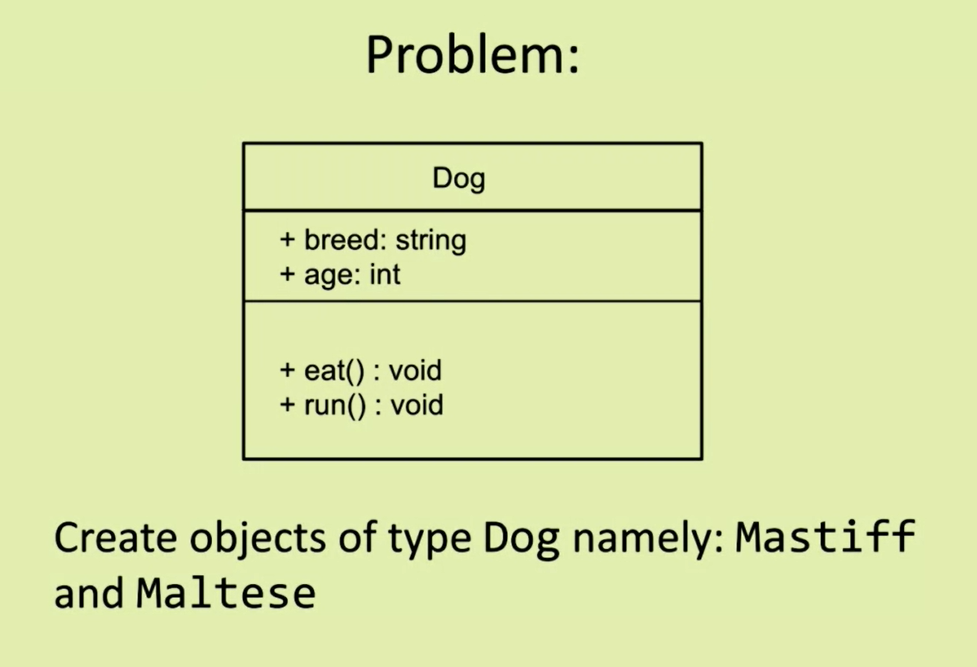 Problem:
Dog
+ breed: string
+ age: int
+ eat() : void
+ run() : void
Create objects of type Dog namely: Mastiff
and Maltese